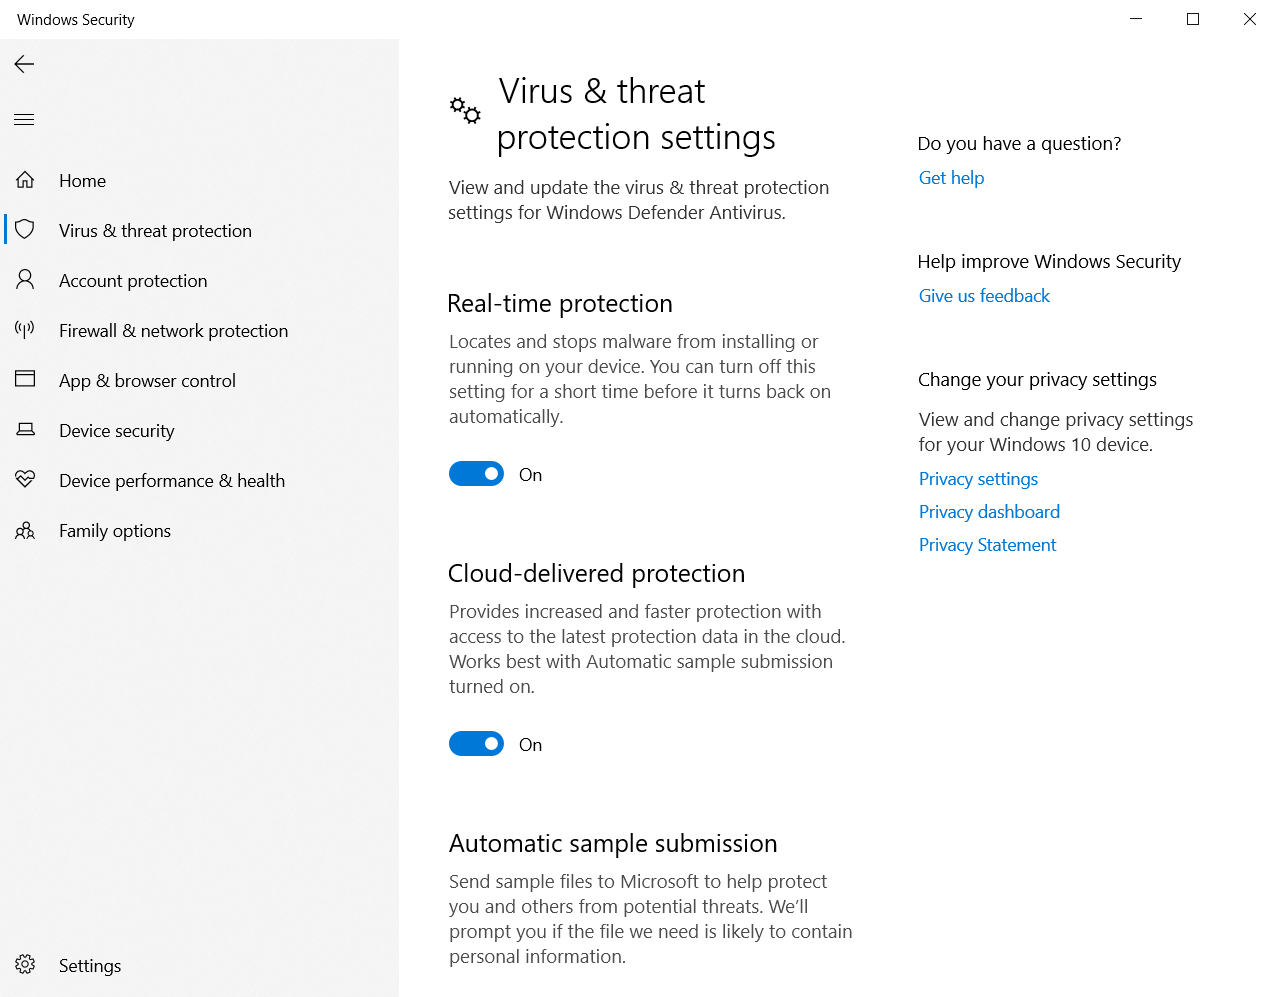 Windows Security
Home
Virus & threat protection
Account protection
Firewall & network protection
App & browser control
Device security
Device performance & health
Family options
Settings
Virus & threat
protection settings
View and update the virus & threat protection
settings for Windows Defender Antivirus.
Real-time protection
Locates and stops malware from installing or
running on your device. You can turn off this
setting for a short time before it turns back on
automatically.
On
Cloud-delivered protection
Provides increased and faster protection with
access to the latest protection data in the cloud.
Works best with Automatic sample submission
turned on.
On
Automatic sample submission
Send sample files to Microsoft to help protect
you and others from potential threats. We’ll
prompt you if the file we need is likely to contain
personal information.
Do you have a question?
Get help
Help improve Windows Security
Give us feedback
Change your privacy settings
View and change privacy settings
for your Windows 10 device.
Privacy settings
Privacy dashboard
Privacy Statement